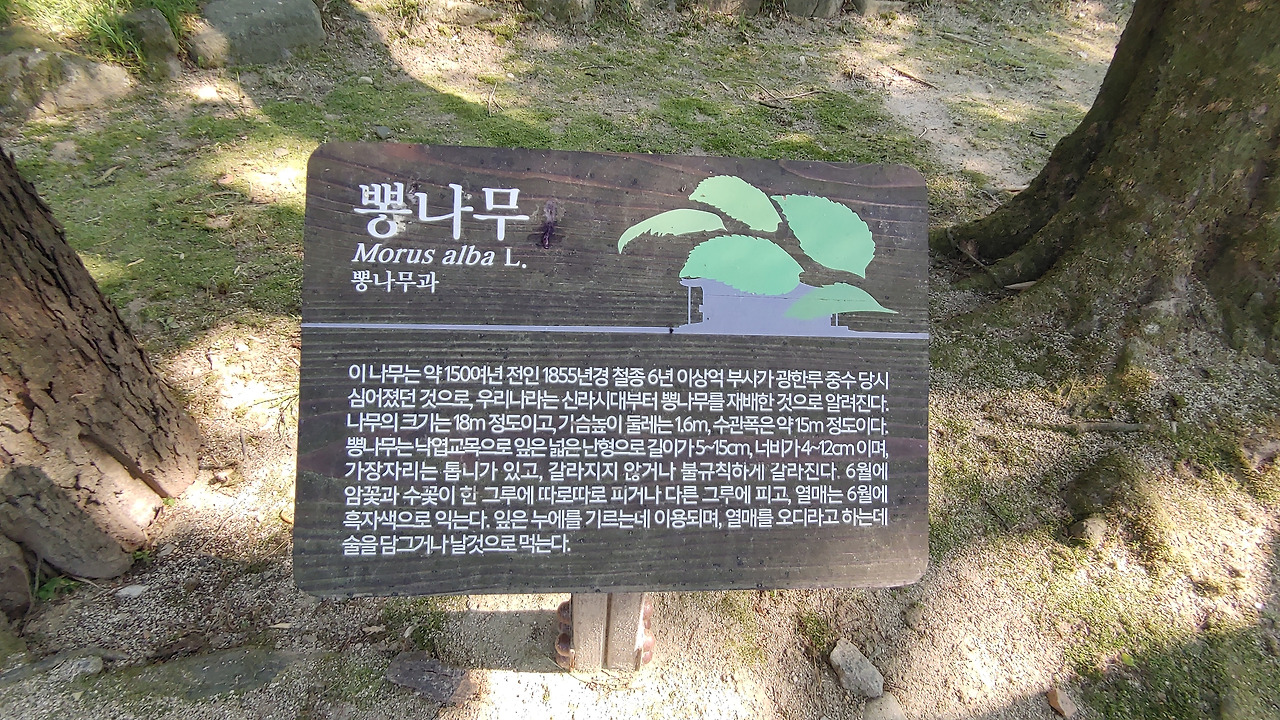 뽕나무
Morus alba L.
뽕나무과
이 나무는 약 150여년 전인 1855년경 철종 6년 이상억 부사가 광한루 중수 당시
심어졌던 것으로, 우리나라는 신라시대부터 뽕나무를 재배한 것으로 알려진다.
나무의 크기는 18m 정도이고, 가슴높이 둘레는 1.6m, 수관폭은 약 15m 정도이다.
뽕나무는 낙엽교목으로 잎은 넓은 난형으로 길이가 5~15cm, 너비가 4~12cm 이며,
가장자리는 톱니가 있고, 갈라지지 않거나 불규칙하게 갈라진다. 6월에
암꽃과 수꽃이 한 그루에 따로따로 피거나 다른 그루에 피고, 열매는 6월에
흑자색으로 익는다. 잎은 누에를 기르는데 이용되며, 열매를 오디라고 하는데
술을 담그거나 날것으로 먹는다.